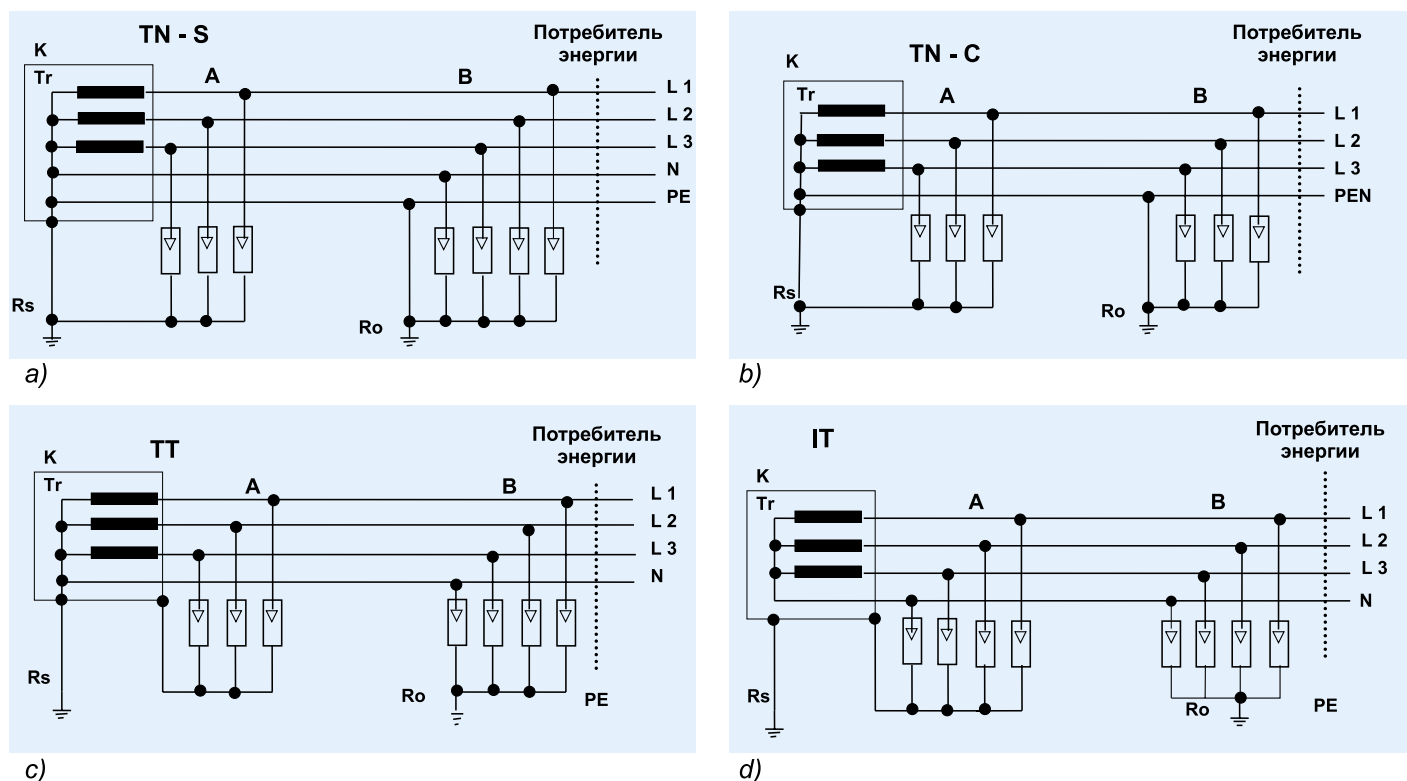 TN - S
Потребитель
энергии
K
Tr
A
B
L 1
L 2
L 3
N
PE
Rs
Ro
a)
TN - C
Потребитель
энергии
K
Tr
A
B
L 1
L 2
L 3
PEN
Rs
Ro
b)
TT
Потребитель
энергии
K
Tr
A
B
L 1
L 2
L 3
N
Rs
Ro
PE
c)
IT
Потребитель
энергии
K
Tr
A
B
L 1
L 2
L 3
N
Rs
Ro
PE
d)